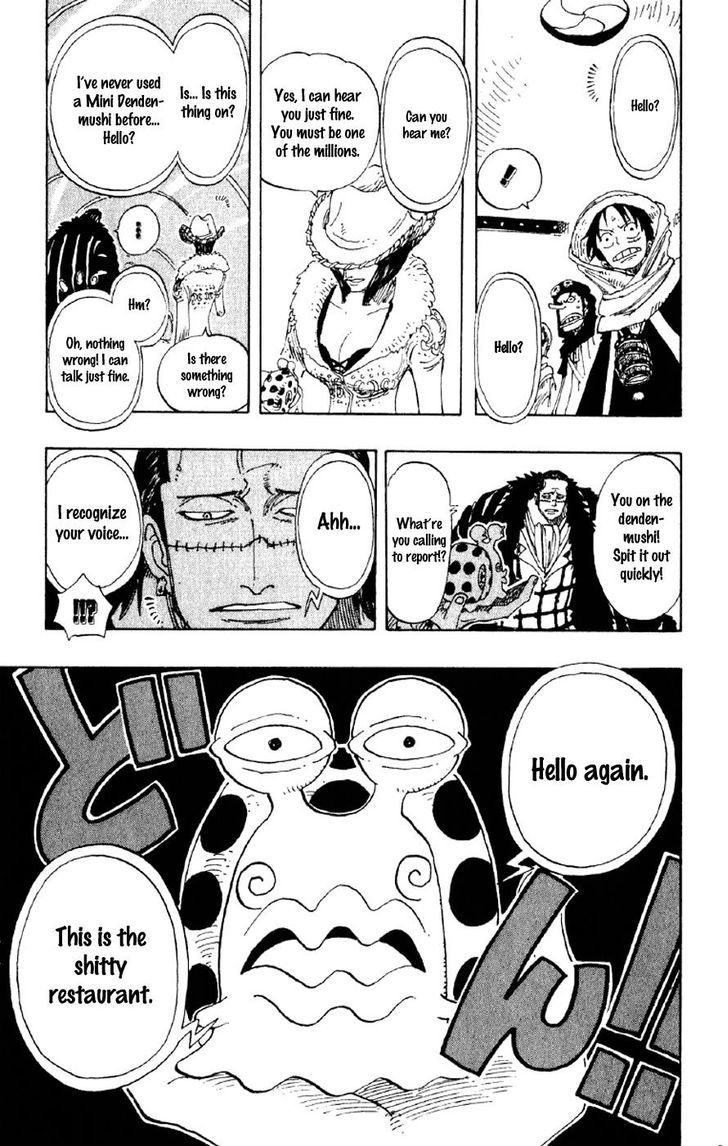 Hello?
!!
Hello?
Can you
hear me?
Yes, I can hear
you just fine.
You must be one
of the millions.
Is... Is this
thing on?
I've never used
a Mini Denden-
mushi before...
Hello?
Is there
something
wrong?
Hm?
Oh, nothing
wrong! I can
talk just fine.
You on the
denden-
mushi!
Spit it out
quickly!
What're
you calling
to report!?
Ahh...
I recognize
your voice...
!!?
Hello again.
This is the
shitty
restaurant.
どん!!